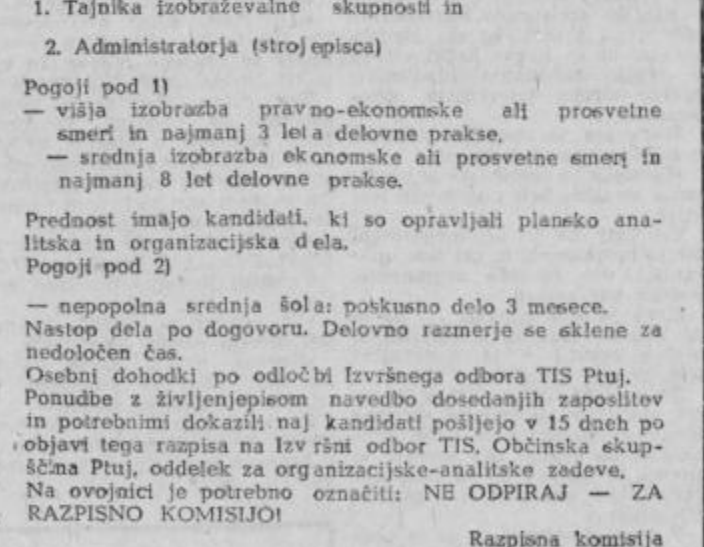 1. Tajnika izobraževalne skupnosti in
2. Administratorja (strojepisca)
Pogoji pod 1)
— višja izobrazba pravno-ekonomske ali prosvetne
smeri in najmanj 3 leta delovne prakse,
— srednja izobrazba ekonomske ali prosvetne smeri in
najmanj 8 let delovne prakse.
Prednost imajo kandidati, ki so opravljali plansko ana-
litska in organizacijska dela.
Pogoji pod 2)
— nepopolna srednja šola: poskusno delo 3 mesece.
Nastop dela po dogovoru. Delovno razmerje se sklene za
nedoločen čas.
Osebni dohodki po odločbi Izvršnega odbora TIS Ptuj.
Ponudbe z življenjepisom navedbo dosedanjih zaposlitev
in potrebnimi dokazili naj kandidati pošljejo v 15 dneh po
objavi tega razpisa na Izvršni odbor TIS, Občinska skup-
ščina Ptuj, oddelek za organizacijske-analitske zadeve.
Na ovojnici je potrebno označiti: NE ODPIRAJ — ZA
RAZPISNO KOMISIJO!
Razpisna komisija